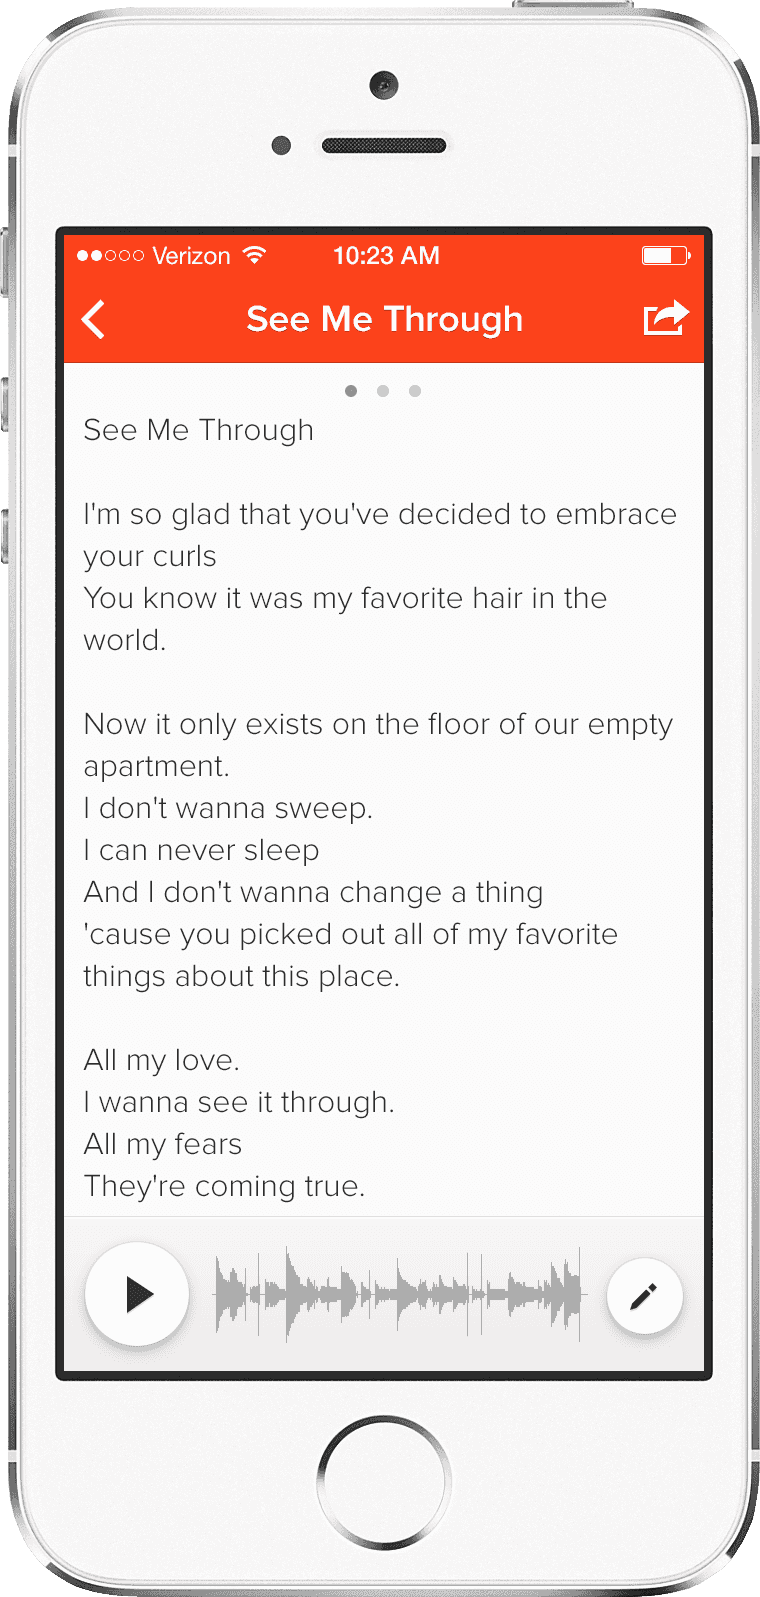 Verizon 10:23 AM
See Me Through
See Me Through
I'm so glad that you've decided to embrace
your curls
You know it was my favorite hair in the
world.
Now it only exists on the floor of our empty
apartment.
I don't wanna sweep.
I can never sleep
And I don't wanna change a thing
'cause you picked out all of my favorite
things about this place.
All my love.
I wanna see it through.
All my fears
They're coming true.